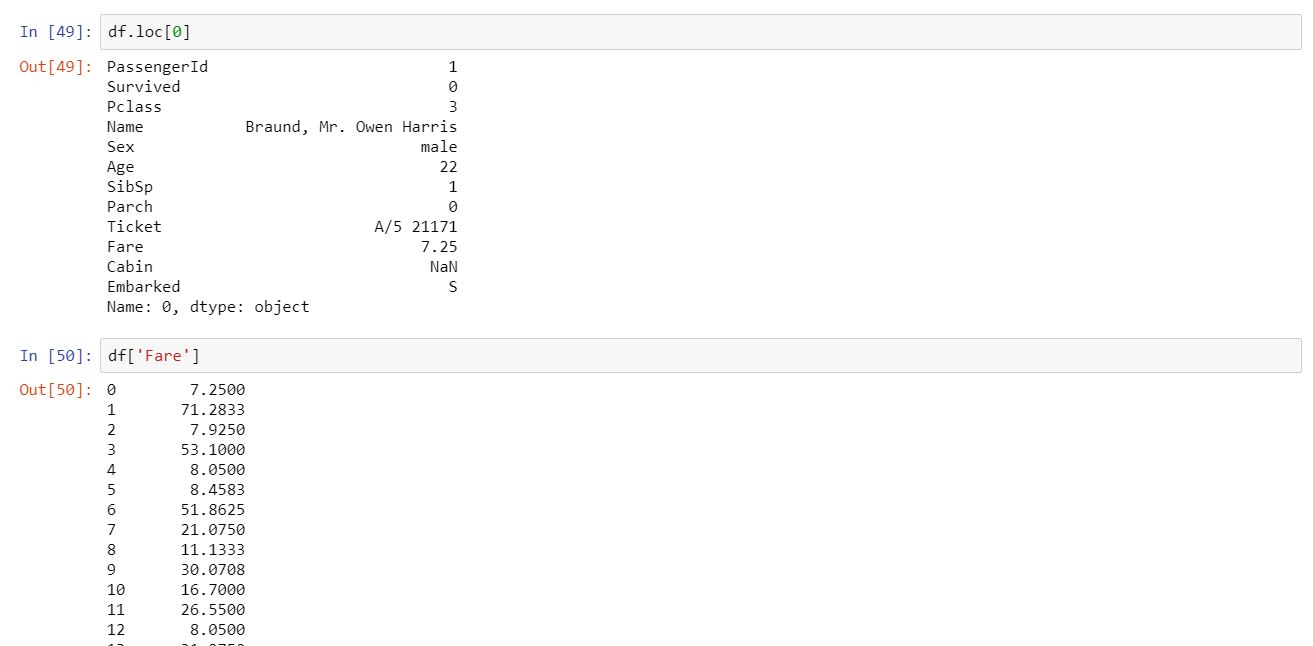 In [49]: df.loc[0]
Out[49]: PassengerId 1
Survived 0
Pclass 3
Name Braund, Mr. Owen Harris
Sex male
Age 22
SibSp 1
Parch 0
Ticket A/5 21171
Fare 7.25
Cabin NaN
Embarked S
Name: 0, dtype: object
In [50]: df['Fare']
Out[50]: 0 7.2500
1 71.2833
2 7.9250
3 53.1000
4 8.0500
5 8.4583
6 51.8625
7 21.0750
8 11.1333
9 30.0708
10 16.7000
11 26.5500
12 8.0500